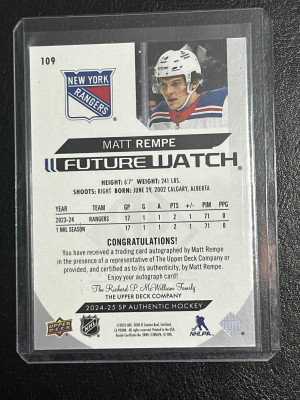 109
NEW YORK
RANGERS
MATT REMPE
FUTURE WATCH
HEIGHT: 6'7" WEIGHT: 241 LBS.
SHOOTS: RIGHT BORN: JUNE 29, 2002 CALGARY, ALBERTA
YEAR TEAM GP G A PTS +/- PIM PPG
2023-24 RANGERS 17 1 1 2 1 71 0
1 NHL SEASON 17 1 1 2 1 71 0
CONGRATULATIONS!
You have received a trading card autographed by Matt Rempe
in the presence of a representative of The Upper Deck Company or
provided, and certified as to its authenticity, by Matt Rempe.
Enjoy your autograph card!
The Richard P. McWilliam Family
THE UPPER DECK COMPANY
2024-25 SP AUTHENTIC HOCKEY
UPPER DECK
NHL
NHLPA